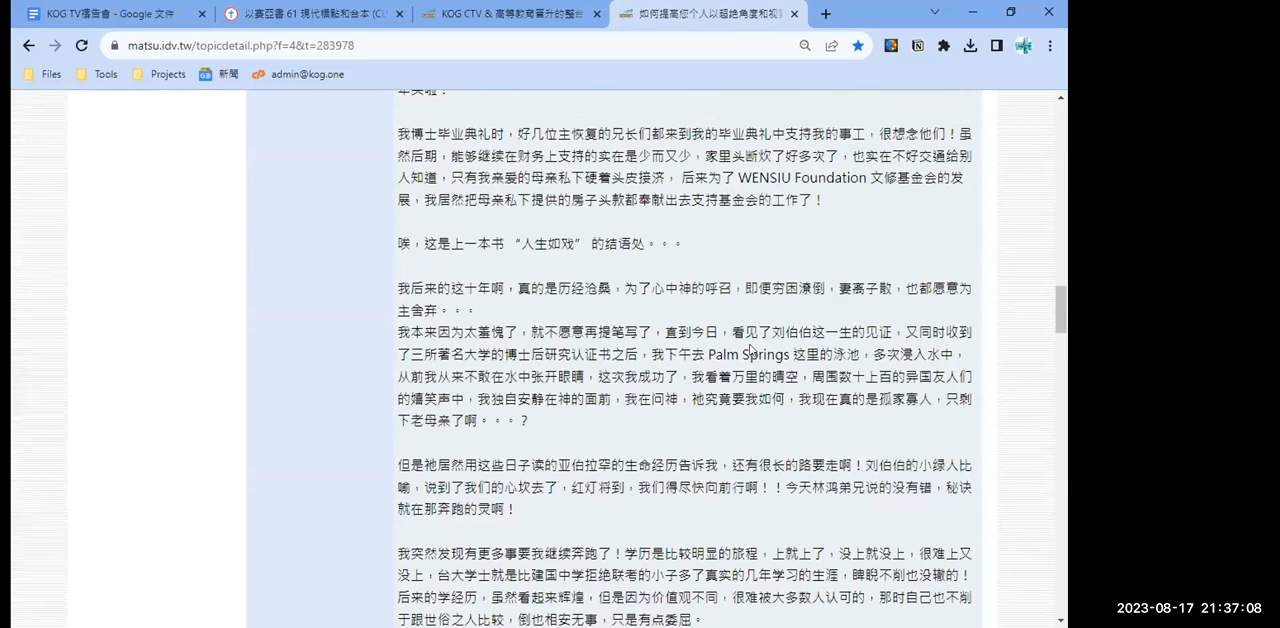 KOG TV禱告會 - Google 文件
以賽亞書 61 現代標點和合本 (CU
KOG CTV & 高等教育晉升的整合
如何提高您个人以超絶角度和视
matsu.idv.tw/topicdetail.php?f=4&t=283978
Files
Tools
Projects
新聞
admin@kog.one
我博士毕业典礼时，好几位主恢复的兄长们都来到我的毕业典礼中支持我的事工，很想念他们！虽
然后期，能够继续在财务上支持的实在是少而又少，家里头断炊了好多次了，也实在不好交通给别
人知道，只有我亲爱的母亲私下硬着头皮接济， 后来为了 WENSIU Foundation 文修基金会的发
展，我居然把母亲私下提供的房子头款都奉献出去支持基金会的工作了！
唉，这是上一本书 “人生如戏” 的结语处。。。
我后来的这十年啊，真的是历经沧桑，为了心中神的呼召，即便穷困潦倒，妻离子散，也都愿意为
主舍弃。。。
我本来因为太羞愧了，就不愿意再提笔写了，直到今日，看见了刘伯伯这一生的见证，又同时收到
了三所著名大学的博士后研究认证书之后，我下午去 Palm Springs 这里的泳池，多次浸入水中，
从前我从来不敢在水中张开眼睛，这次我成功了，我看着万里的晴空，周围数十上百的异国友人们
的嬉笑声中，我独自安静在神的面前，我在问神，祂究竟要我如何，我现在真的是孤家寡人，只剩
下老母亲了啊。。。？
但是祂居然用这些日子读的亚伯拉罕的生命经历告诉我，还有很长的路要走啊！刘伯伯的小绿人比
喻，说到了我们的心坎去了，红灯将到，我们得尽快向前行啊！！今天林鸿弟兄说的没有错，秘诀
就在那奔跑的灵啊！
我突然发现有更多事要我继续奔跑了！学历是比较明显的旅程，上就上了，没上就没上，很难上又
没上，台大学士就是比建国中学拒绝联考的小子多了真实的几年学习的生涯，睥睨不削也没辙的！
后来的学经历，虽然看起来辉煌，但是因为价值观不同，很难被大多数人认可的，那时自己也不削
于跟世俗之人比较，倒也相安无事，只是有点委屈。
2023-08-17 21:37:08